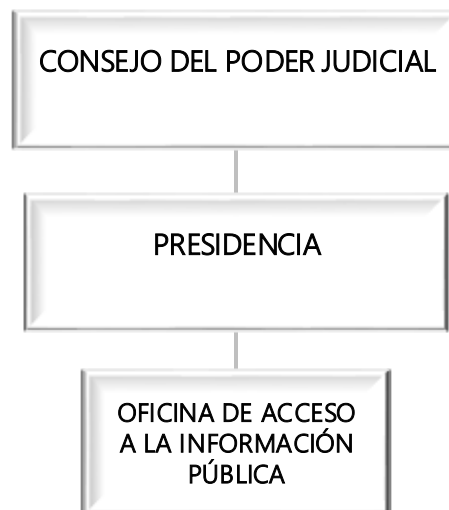 CONSEJO DEL PODER JUDICIAL
PRESIDENCIA
OFICINA DE ACCESO
A LA INFORMACIÓN
PÚBLICA